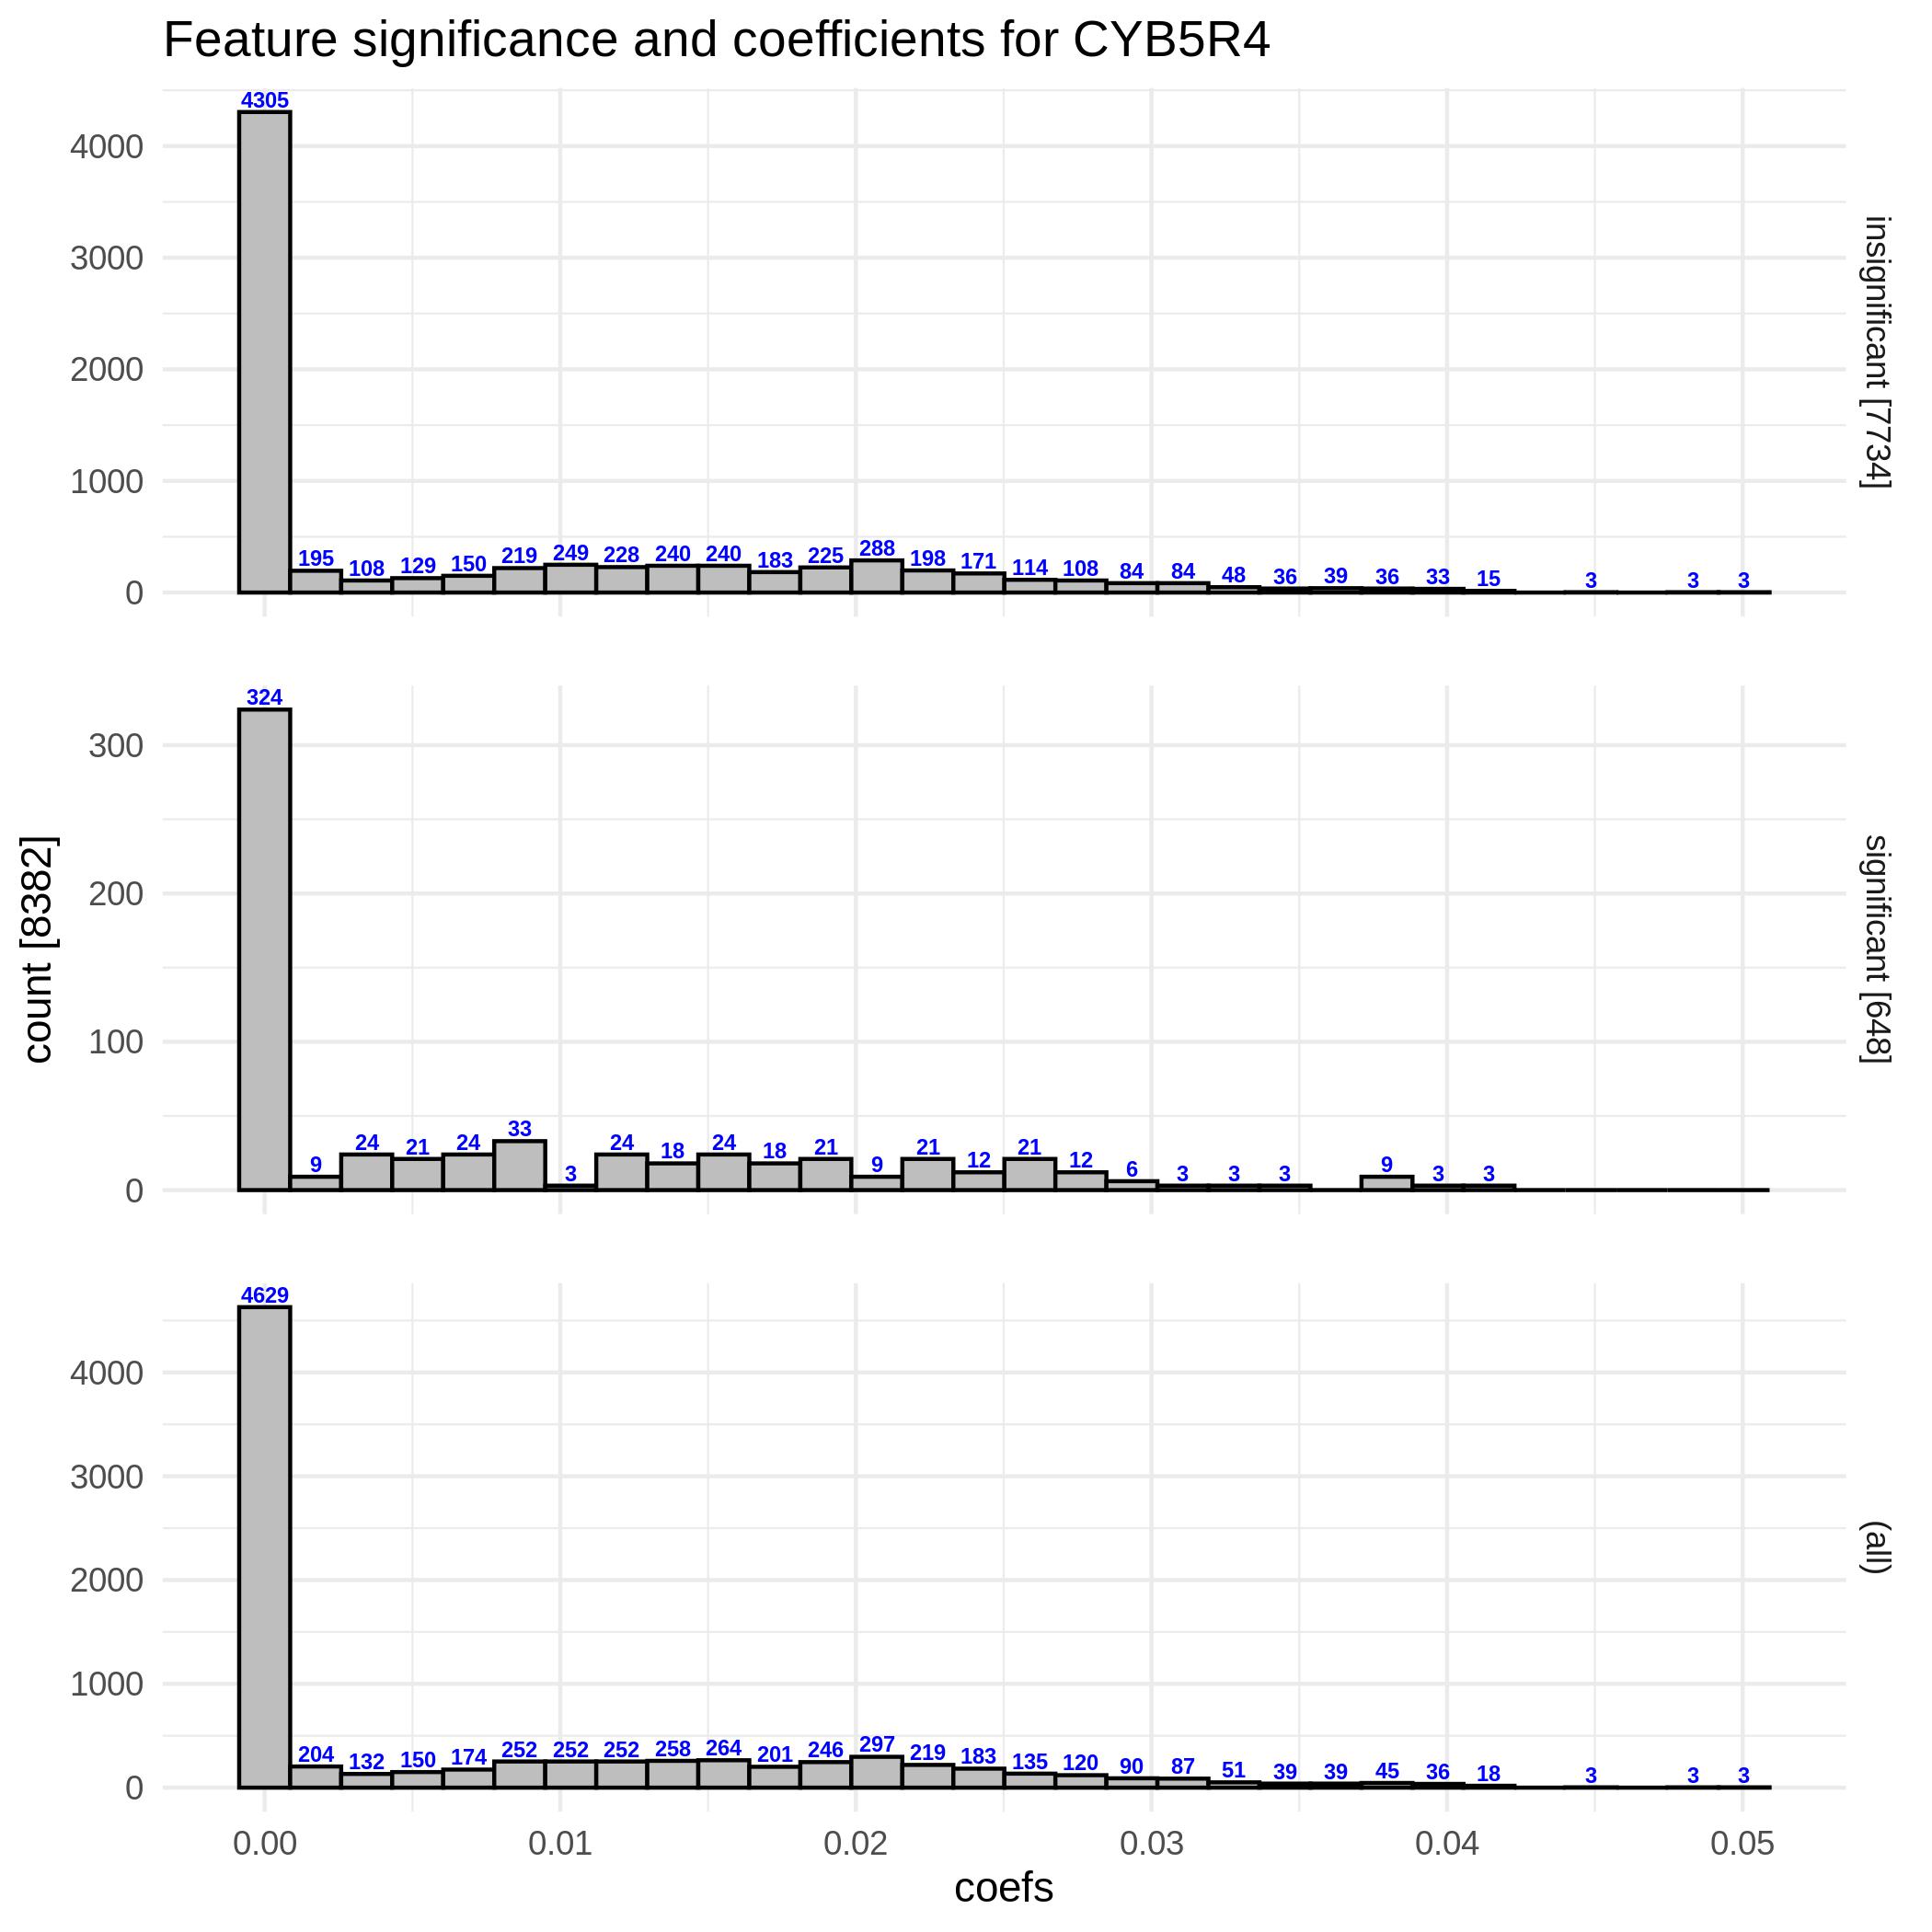 Feature significance and coefficients for CYB5R4
4305
4000
3000
2000
1000
0
195 108 129 150 219 249 228 240 240 183 225 288 198 171 114 108 84 84 48 36 39 36 33 15 3 3 3
insignificant [7734]
324
300
200
100
0
9 24 21 24 33 3 24 18 24 18 21 9 21 12 21 12 6 3 3 3 9 3 3
significant [648]
count [8382]
4629
4000
3000
2000
1000
0
204 132 150 174 252 252 252 258 264 201 246 297 219 183 135 120 90 87 51 39 39 45 36 18 3 3 3
(all)
0.00 0.01 0.02 0.03 0.04 0.05
coefs